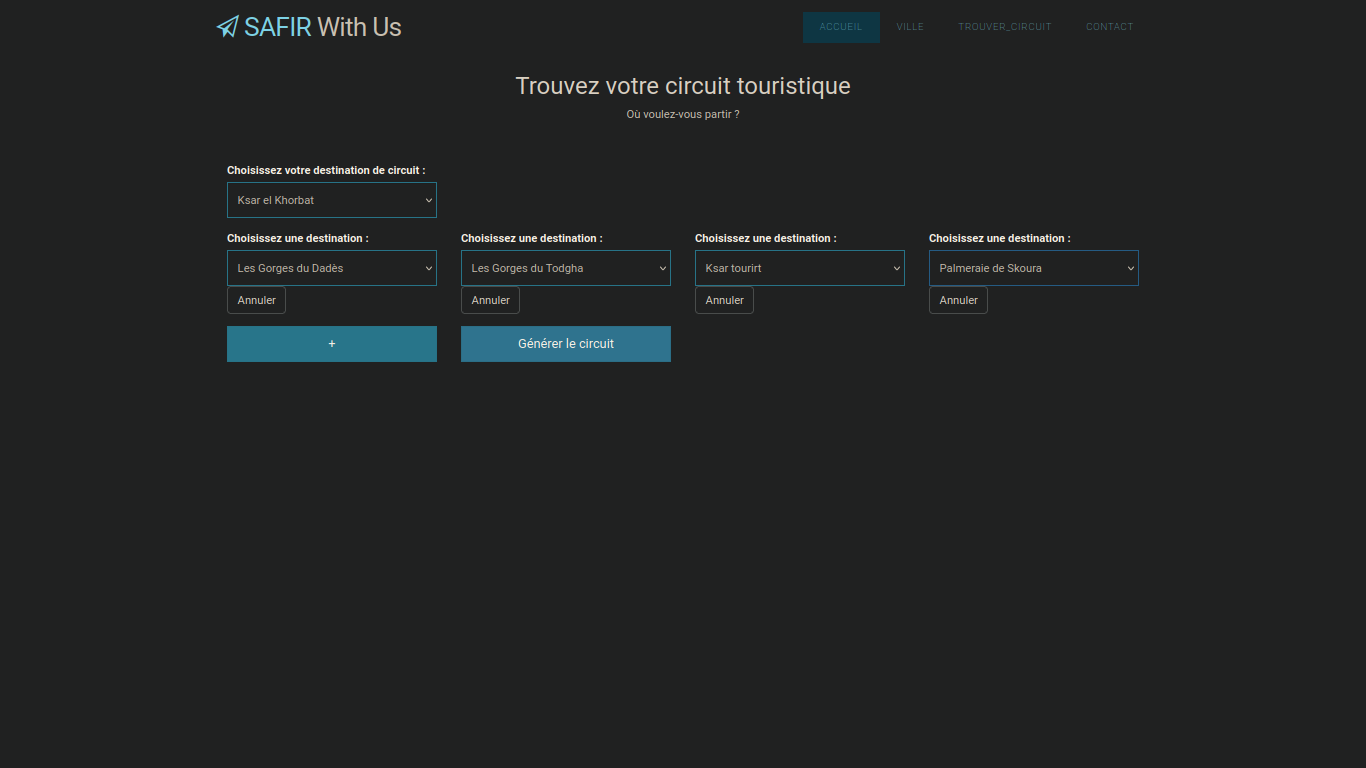 SAFIR With Us
ACCUEIL VILLE TROUVER_CIRCUIT CONTACT
Trouvez votre circuit touristique
Où voulez-vous partir ?
Choisissez votre destination de circuit :
Ksar el Khorbat
Choisissez une destination : Choisissez une destination : Choisissez une destination : Choisissez une destination :
Les Gorges du Dadès Les Gorges du Todgha Ksar tourirt Palmeraie de Skoura
Annuler Annuler Annuler Annuler
+ Générer le circuit